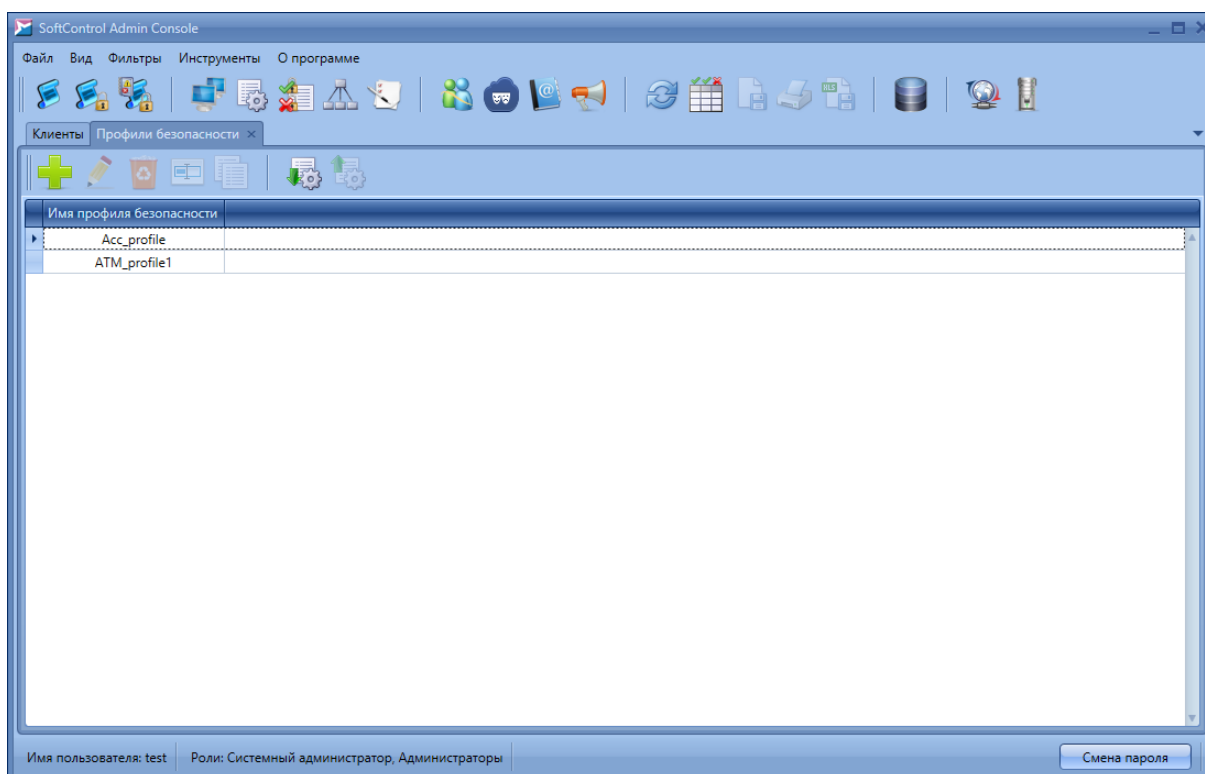 SoftControl Admin Console
Файл Вид Фильтры Инструменты О программе
Клиенты Профили безопасности
Имя профиля безопасности
Acc_profile
ATM_profile1
Имя пользователя: test Роли: Системный администратор, Администраторы Смена пароля